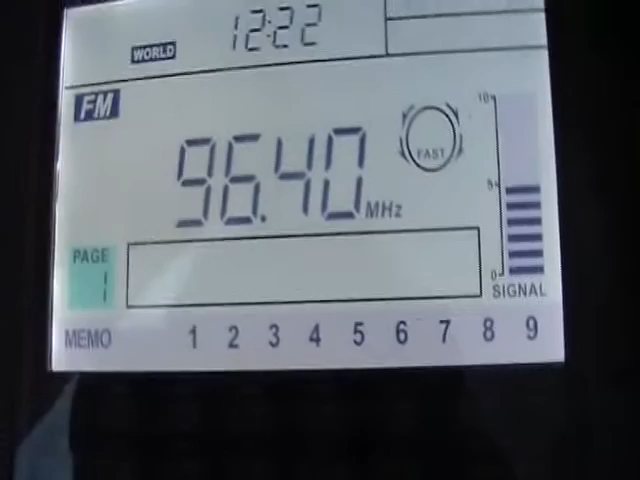 12:22
WORLD
FM
10
96.40 MHz
FAST
5
PAGE
1
0
SIGNAL
MEMO 1 2 3 4 5 6 7 8 9